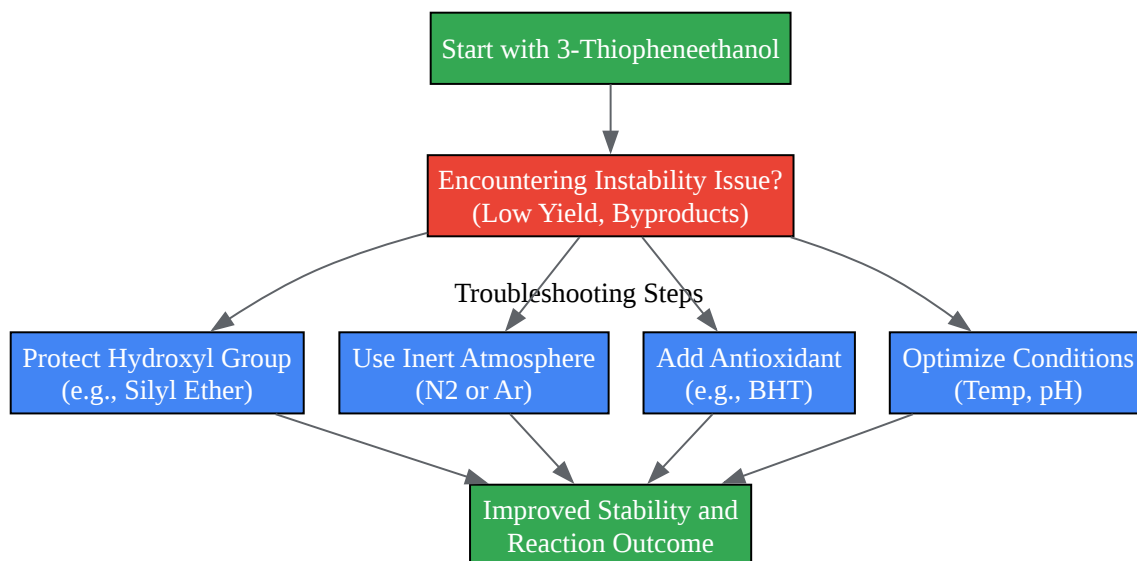 Start with 3-Thiopheneethanol
Encountering Instability Issue?
(Low Yield, Byproducts)
Troubleshooting Steps
Protect Hydroxyl Group
(e.g., Silyl Ether)
Use Inert Atmosphere
(N2 or Ar)
Add Antioxidant
(e.g., BHT)
Optimize Conditions
(Temp, pH)
Improved Stability and
Reaction Outcome